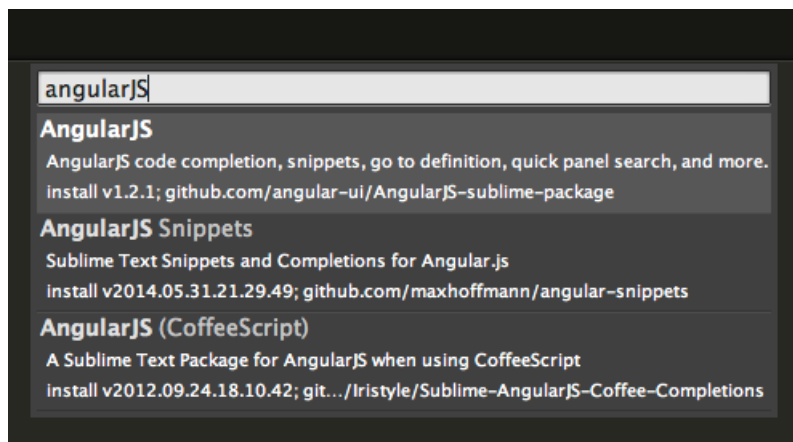 angularJS
AngularJS
AngularJS code completion, snippets, go to definition, quick panel search, and more.
install v1.2.1; github.com/angular-ui/AngularJS-sublime-package
AngularJS Snippets
Sublime Text Snippets and Completions for Angular.js
install v2014.05.31.21.29.49; github.com/maxhoffmann/angular-snippets
AngularJS (CoffeeScript)
A Sublime Text Package for AngularJS when using CoffeeScript
install v2012.09.24.18.10.42; git.../Iristyle/Sublime-AngularJS-Coffee-Completions